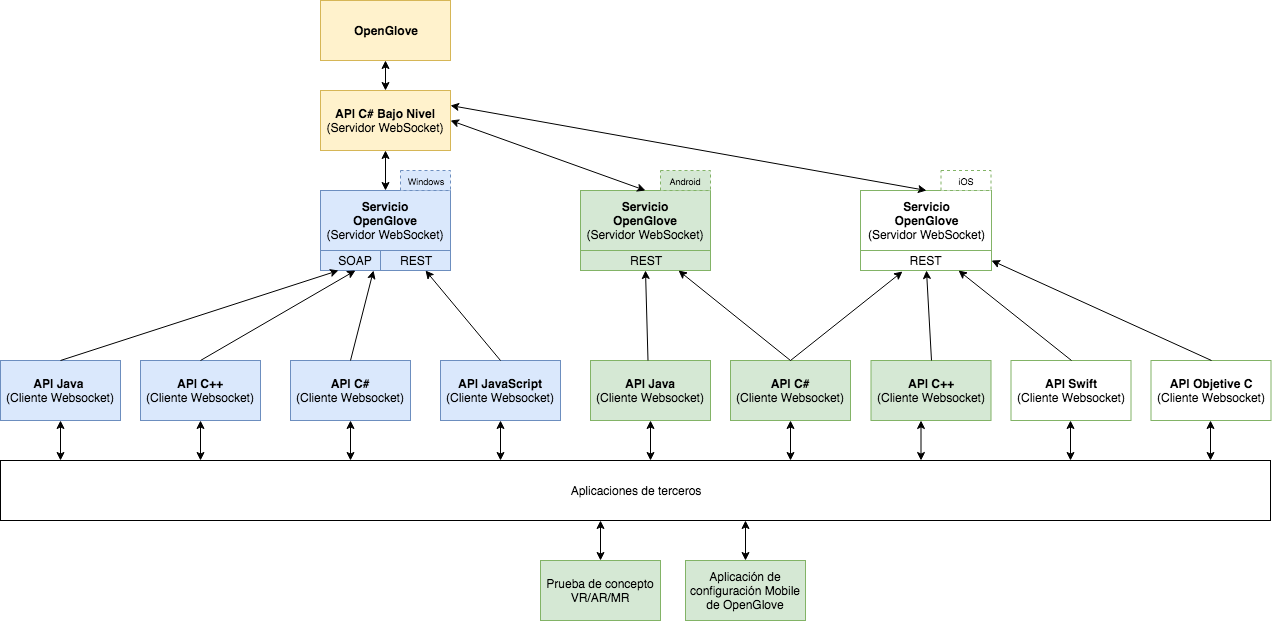 OpenGlove
API C# Bajo Nivel
(Servidor WebSocket)
Windows
Servicio
OpenGlove
(Servidor WebSocket)
SOAP
REST
Android
Servicio
OpenGlove
(Servidor WebSocket)
REST
iOS
Servicio
OpenGlove
(Servidor WebSocket)
REST
API Java
(Cliente Websocket)
API C++
(Cliente Websocket)
API C#
(Cliente Websocket)
API JavaScript
(Cliente Websocket)
API Java
(Cliente Websocket)
API C#
(Cliente Websocket)
API C++
(Cliente Websocket)
API Swift
(Cliente Websocket)
API Objetive C
(Cliente Websocket)
Aplicaciones de terceros
Prueba de concepto
VR/AR/MR
Aplicación de
configuración Mobile
de OpenGlove